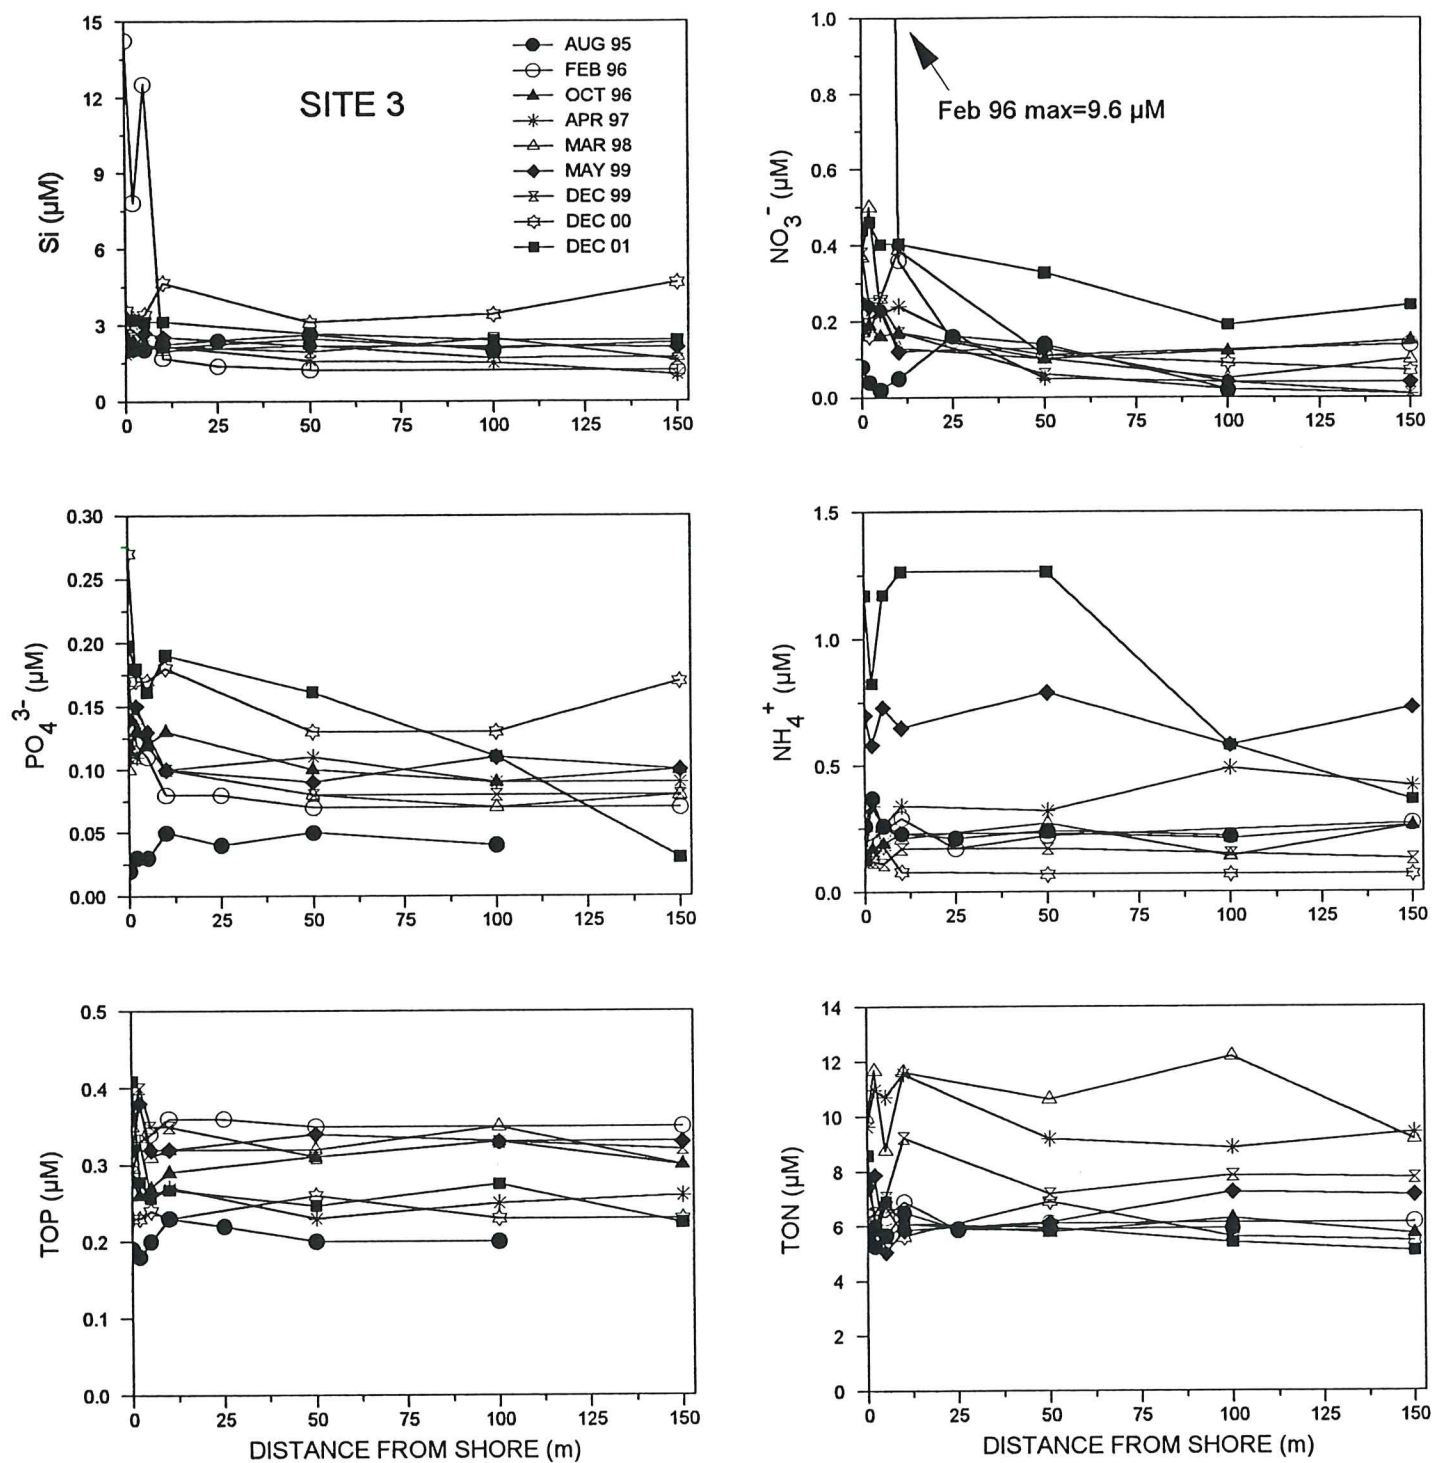 SITE 3
AUG 95
FEB 96
OCT 96
APR 97
MAR 98
MAY 99
DEC 99
DEC 00
DEC 01
Si (µM)
15
12
9
6
3
0
0 25 50 75 100 125 150
Feb 96 max=9.6 µM
NO3- (µM)
1.0
0.8
0.6
0.4
0.2
0.0
0 25 50 75 100 125 150
PO4 3- (µM)
0.30
0.25
0.20
0.15
0.10
0.05
0.00
0 25 50 75 100 125 150
NH4+ (µM)
1.5
1.0
0.5
0.0
0 25 50 75 100 125 150
TOP (µM)
0.5
0.4
0.3
0.2
0.1
0.0
0 25 50 75 100 125 150
DISTANCE FROM SHORE (m)
TON (µM)
14
12
10
8
6
4
2
0
0 25 50 75 100 125 150
DISTANCE FROM SHORE (m)